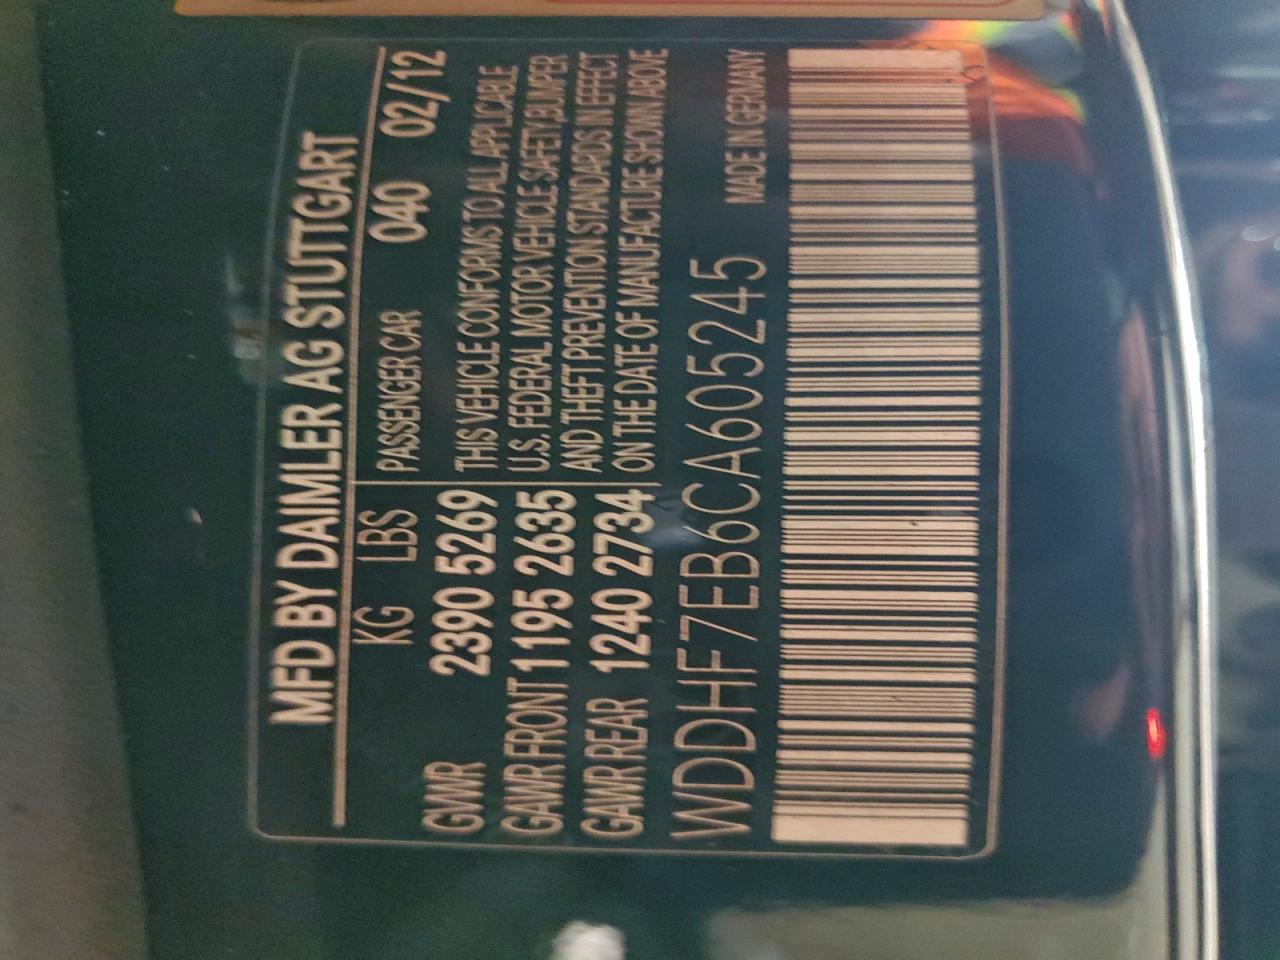 MFD BY DAIMLER AG STUTTGART
KG LBS PASSENGER CAR 040 02/12
GVWR 2390 5269 THIS VEHICLE CONFORMS TO ALL APPLICABLE
GAWR FRONT 1195 2635 U.S. FEDERAL MOTOR VEHICLE SAFETY,BUMPER
AND THEFT PREVENTION STANDARDS IN EFFECT
GAWR REAR 1240 2734 ON THE DATE OF MANUFACTURE SHOWN ABOVE
WDDHF7EB6CA605245 MADE IN GERMANY